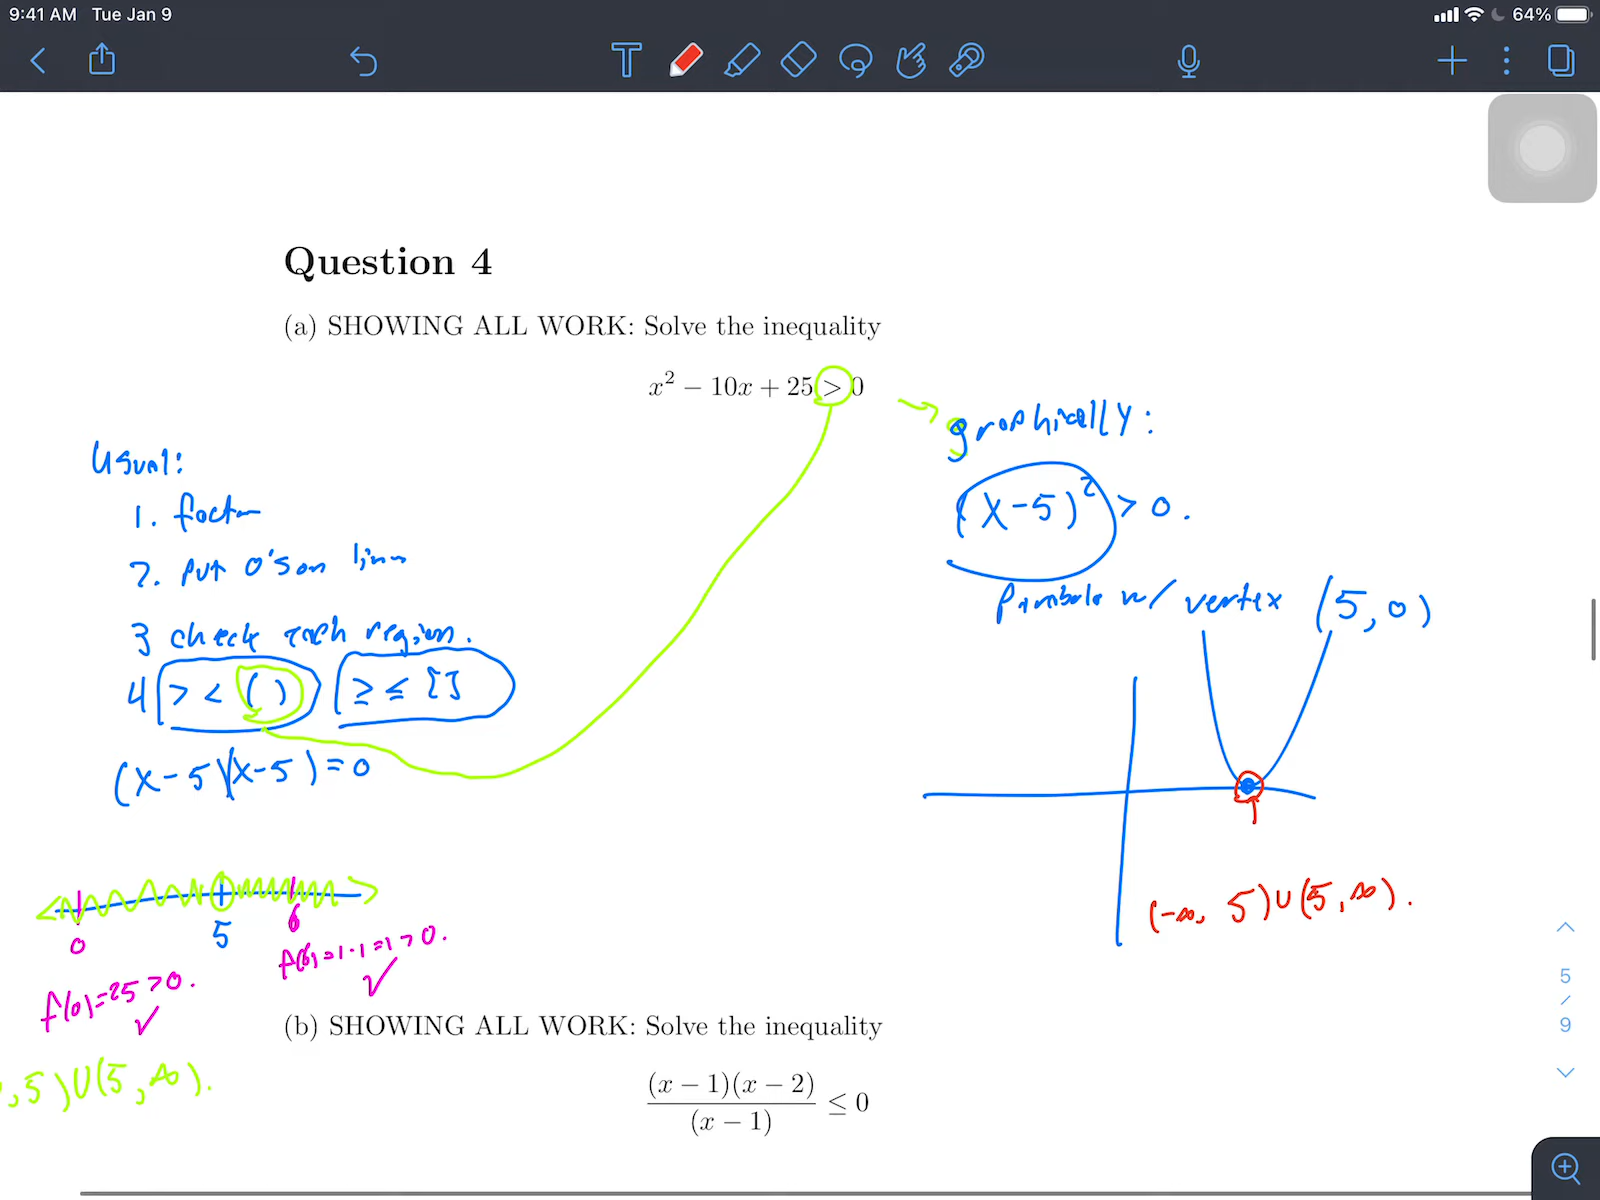 9:41 AM Tue Jan 9
64%
Question 4
(a) SHOWING ALL WORK: Solve the inequality
x² − 10x + 25 > 0
graphically:
(x-5)² > 0.
Parabola w/ vertex (5,0)
(-∞, 5)∪(5,∞).
Usual:
1. factor
2. put 0's on line
3 check each region.
4 > < ( ) ≥ ≤ [ ]
(x-5)(x-5)=0
0 5 6
f(0)=25>0. ✓
f(6)=1·1=1>0. ✓
,5)∪(5,∞).
(b) SHOWING ALL WORK: Solve the inequality
(x − 1)(x − 2)
(x − 1)
≤ 0
5
/
9